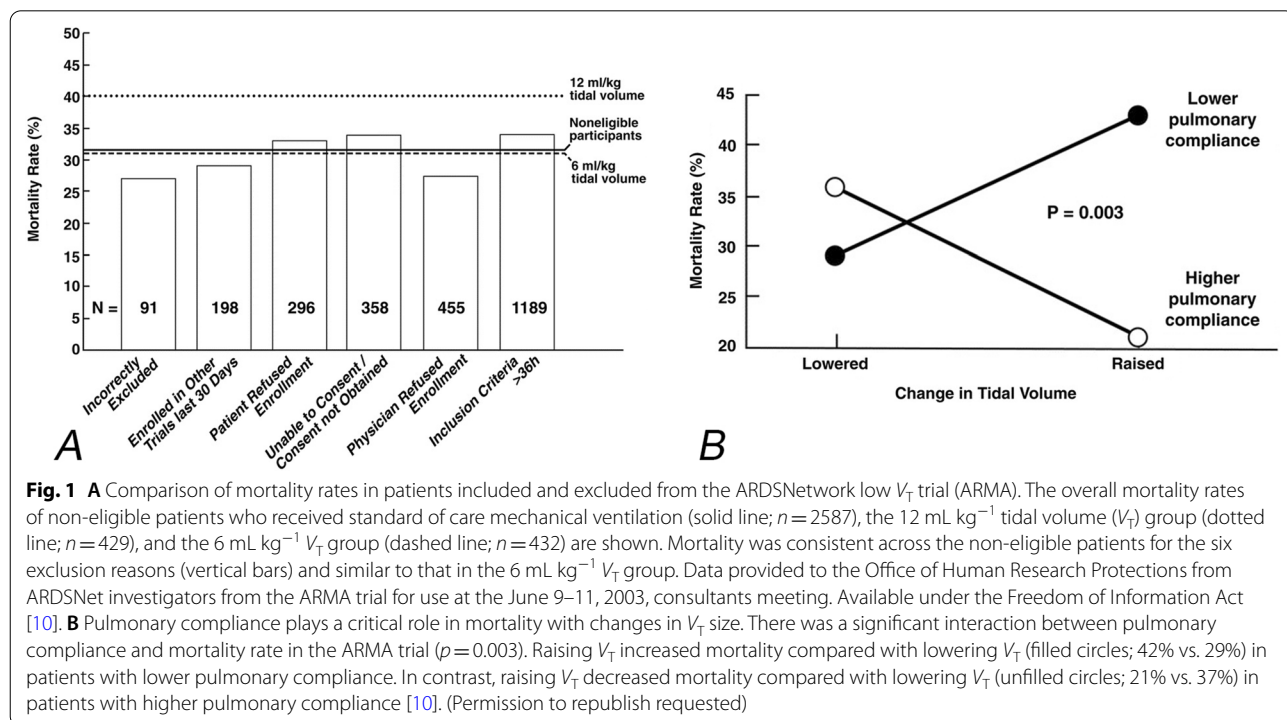 50
45
40
35
30
25
20
15
10
5
0
Mortality Rate (%)
12 ml/kg
tidal volume
Noneligible
participants
6 ml/kg
tidal volume
N = 91 198 296 358 455 1189
Incorrectly
Excluded
Enrolled in Other
Trials last 30 Days
Patient Refused
Enrollment
Unable to Consent /
Consent not Obtained
Physician Refused
Enrollment
Inclusion Criteria
>36h
A
45
40
35
30
25
20
Mortality Rate (%)
Lower
pulmonary
compliance
P = 0.003
Higher
pulmonary
compliance
Lowered Raised
Change in Tidal Volume
B
Fig. 1 A Comparison of mortality rates in patients included and excluded from the ARDSNetwork low VT trial (ARMA). The overall mortality rates
of non-eligible patients who received standard of care mechanical ventilation (solid line; n = 2587), the 12 mL kg−1 tidal volume (VT) group (dotted
line; n = 429), and the 6 mL kg−1 VT group (dashed line; n = 432) are shown. Mortality was consistent across the non-eligible patients for the six
exclusion reasons (vertical bars) and similar to that in the 6 mL kg−1 VT group. Data provided to the Office of Human Research Protections from
ARDSNet investigators from the ARMA trial for use at the June 9–11, 2003, consultants meeting. Available under the Freedom of Information Act
[10]. B Pulmonary compliance plays a critical role in mortality with changes in VT size. There was a significant interaction between pulmonary
compliance and mortality rate in the ARMA trial (p = 0.003). Raising VT increased mortality compared with lowering VT (filled circles; 42% vs. 29%) in
patients with lower pulmonary compliance. In contrast, raising VT decreased mortality compared with lowering VT (unfilled circles; 21% vs. 37%) in
patients with higher pulmonary compliance [10]. (Permission to republish requested)